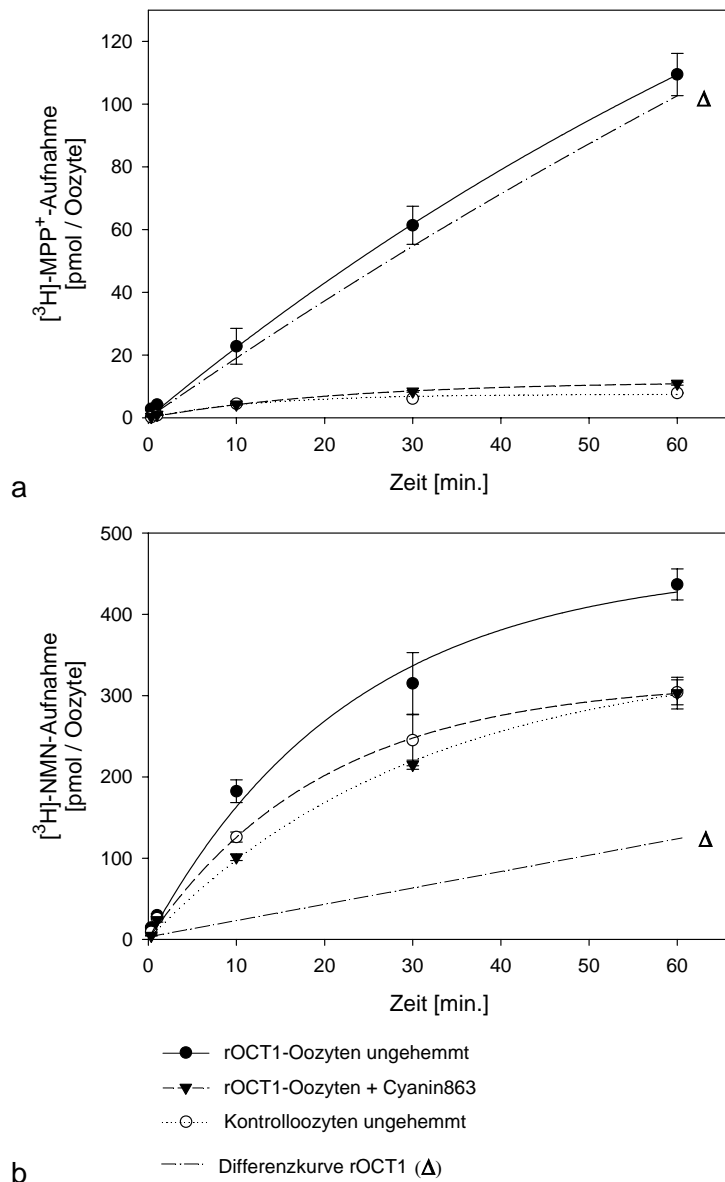 120
100
80
60
40
20
0
[³H]-MPP⁺-Aufnahme
[pmol / Oozyte]
Δ
0 10 20 30 40 50 60
Zeit [min.]
a
500
400
300
200
100
0
[³H]-NMN-Aufnahme
[pmol / Oozyte]
Δ
0 10 20 30 40 50 60
Zeit [min.]
rOCT1-Oozyten ungehemmt
rOCT1-Oozyten + Cyanin863
Kontrolloozyten ungehemmt
Differenzkurve rOCT1 (Δ)
b